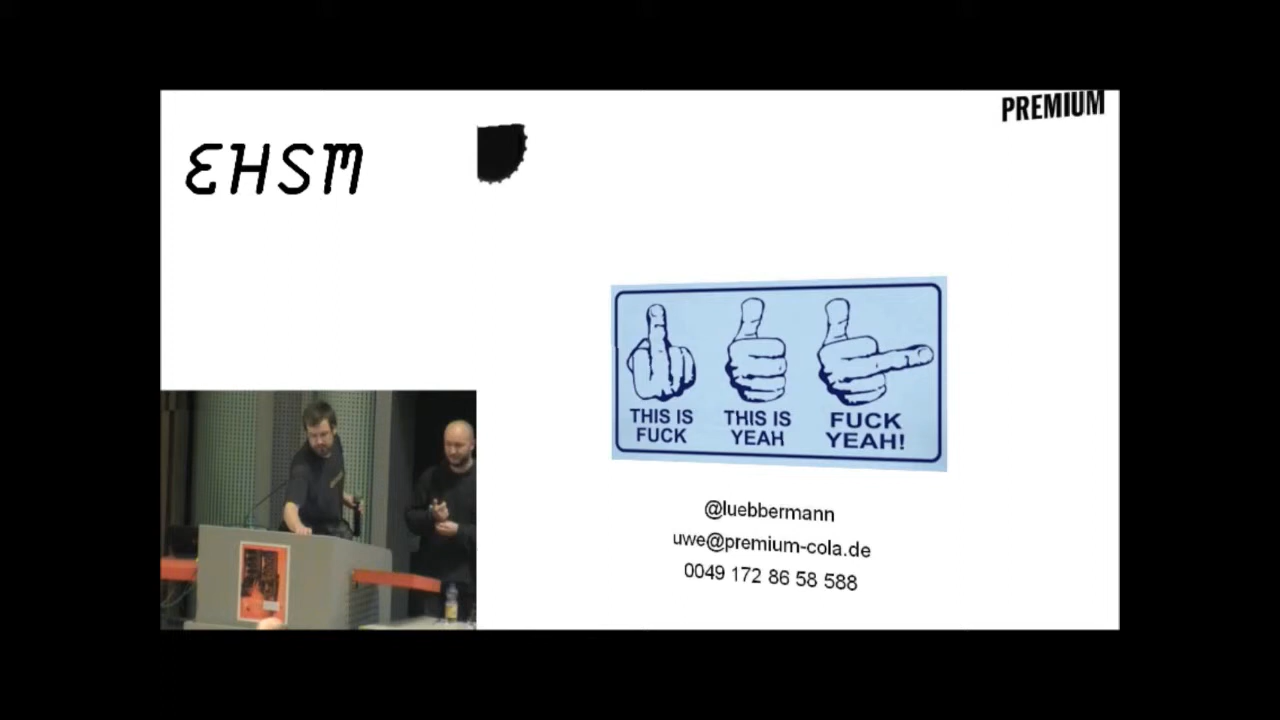 PREMIUM
EHSM
THIS IS
FUCK
THIS IS
YEAH
FUCK
YEAH!
@luebbermann
uwe@premium-cola.de
0049 172 86 58 588